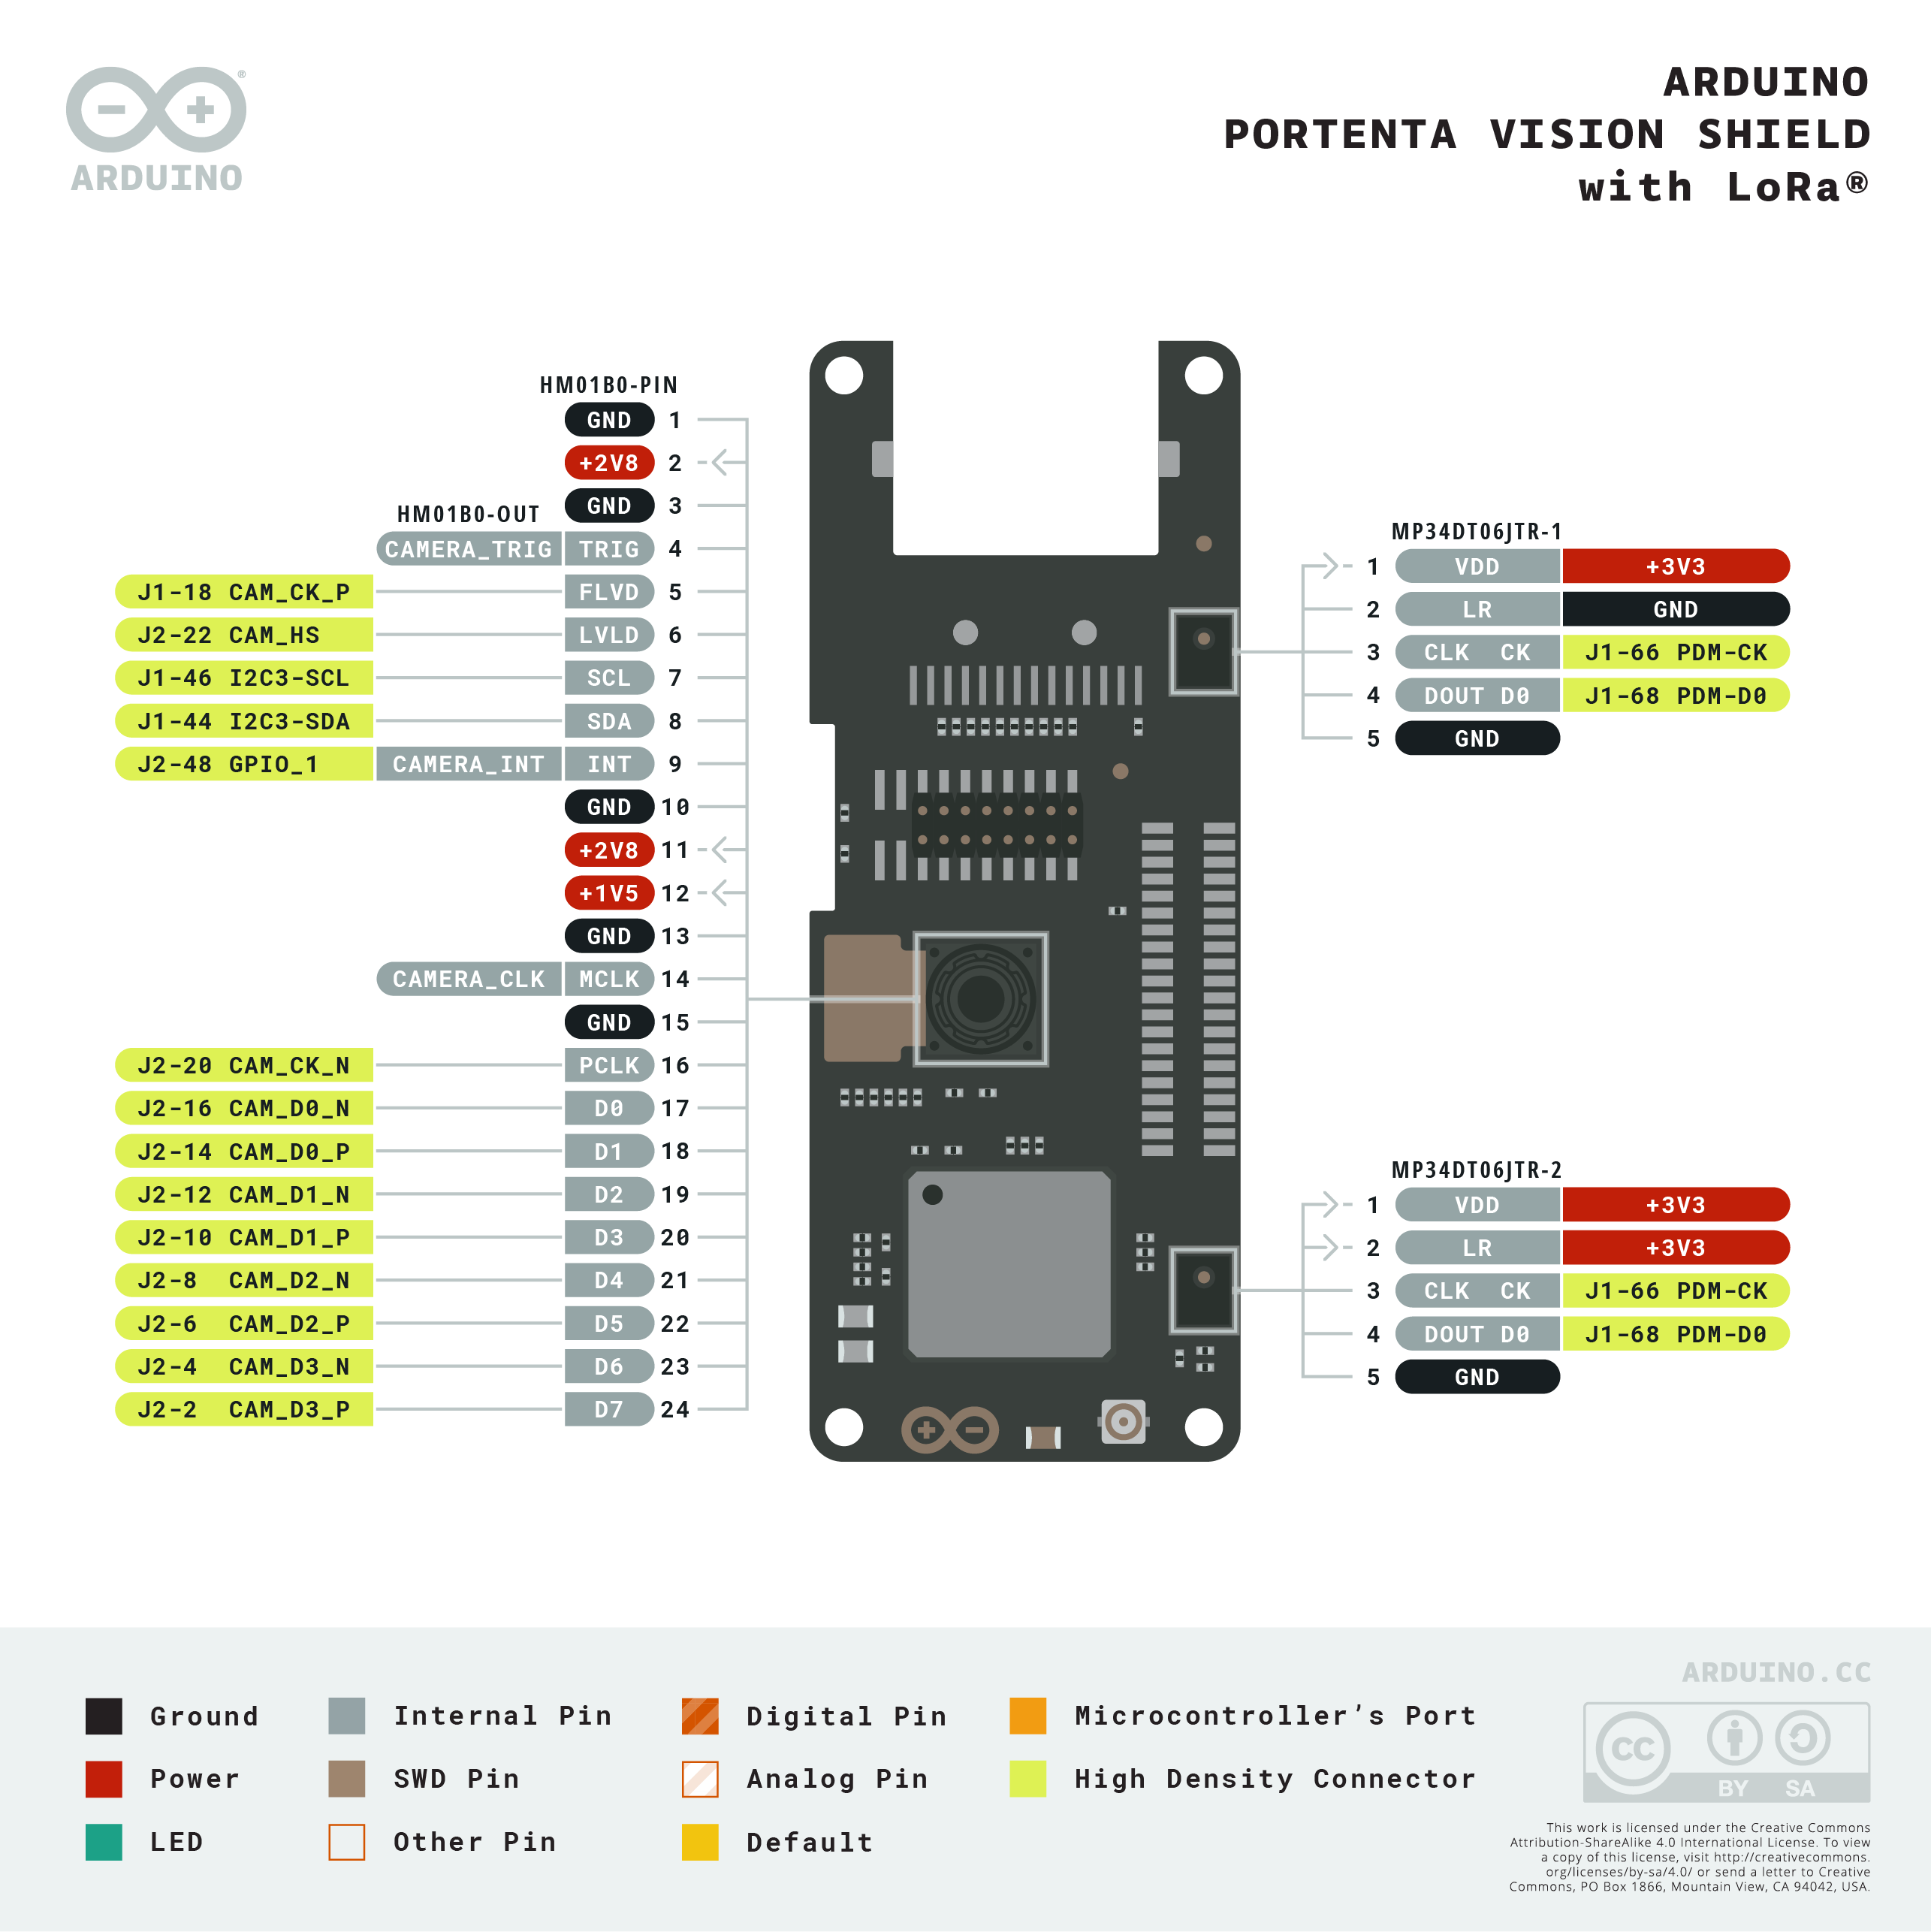 ®
ARDUINO
ARDUINO
PORTENTA VISION SHIELD
with LoRa®
HM01B0-PIN
GND 1
+2V8 2
GND 3
HM01B0-OUT
CAMERA_TRIG TRIG 4
J1-18 CAM_CK_P FLVD 5
J2-22 CAM_HS LVLD 6
J1-46 I2C3-SCL SCL 7
J1-44 I2C3-SDA SDA 8
J2-48 GPIO_1 CAMERA_INT INT 9
GND 10
+2V8 11
+1V5 12
GND 13
CAMERA_CLK MCLK 14
GND 15
J2-20 CAM_CK_N PCLK 16
J2-16 CAM_D0_N D0 17
J2-14 CAM_D0_P D1 18
J2-12 CAM_D1_N D2 19
J2-10 CAM_D1_P D3 20
J2-8 CAM_D2_N D4 21
J2-6 CAM_D2_P D5 22
J2-4 CAM_D3_N D6 23
J2-2 CAM_D3_P D7 24
MP34DT06JTR-1
1 VDD +3V3
2 LR GND
3 CLK CK J1-66 PDM-CK
4 DOUT D0 J1-68 PDM-D0
5 GND
MP34DT06JTR-2
1 VDD +3V3
2 LR +3V3
3 CLK CK J1-66 PDM-CK
4 DOUT D0 J1-68 PDM-D0
5 GND
Ground
Power
LED
Internal Pin
SWD Pin
Other Pin
Digital Pin
Analog Pin
Default
Microcontroller's Port
High Density Connector
ARDUINO.CC
CC
BY SA
This work is licensed under the Creative Commons
Attribution-ShareAlike 4.0 International License. To view
a copy of this license, visit http://creativecommons.
org/licenses/by-sa/4.0/ or send a letter to Creative
Commons, PO Box 1866, Mountain View, CA 94042, USA.